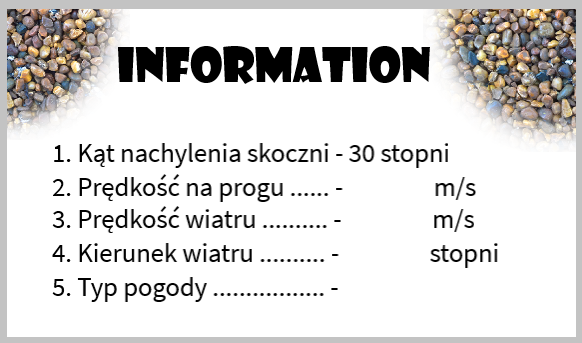 INFORMATION
1. Kąt nachylenia skoczni - 30 stopni
2. Prędkość na progu ...... - m/s
3. Prędkość wiatru .......... - m/s
4. Kierunek wiatru .......... - stopni
5. Typ pogody ................. -